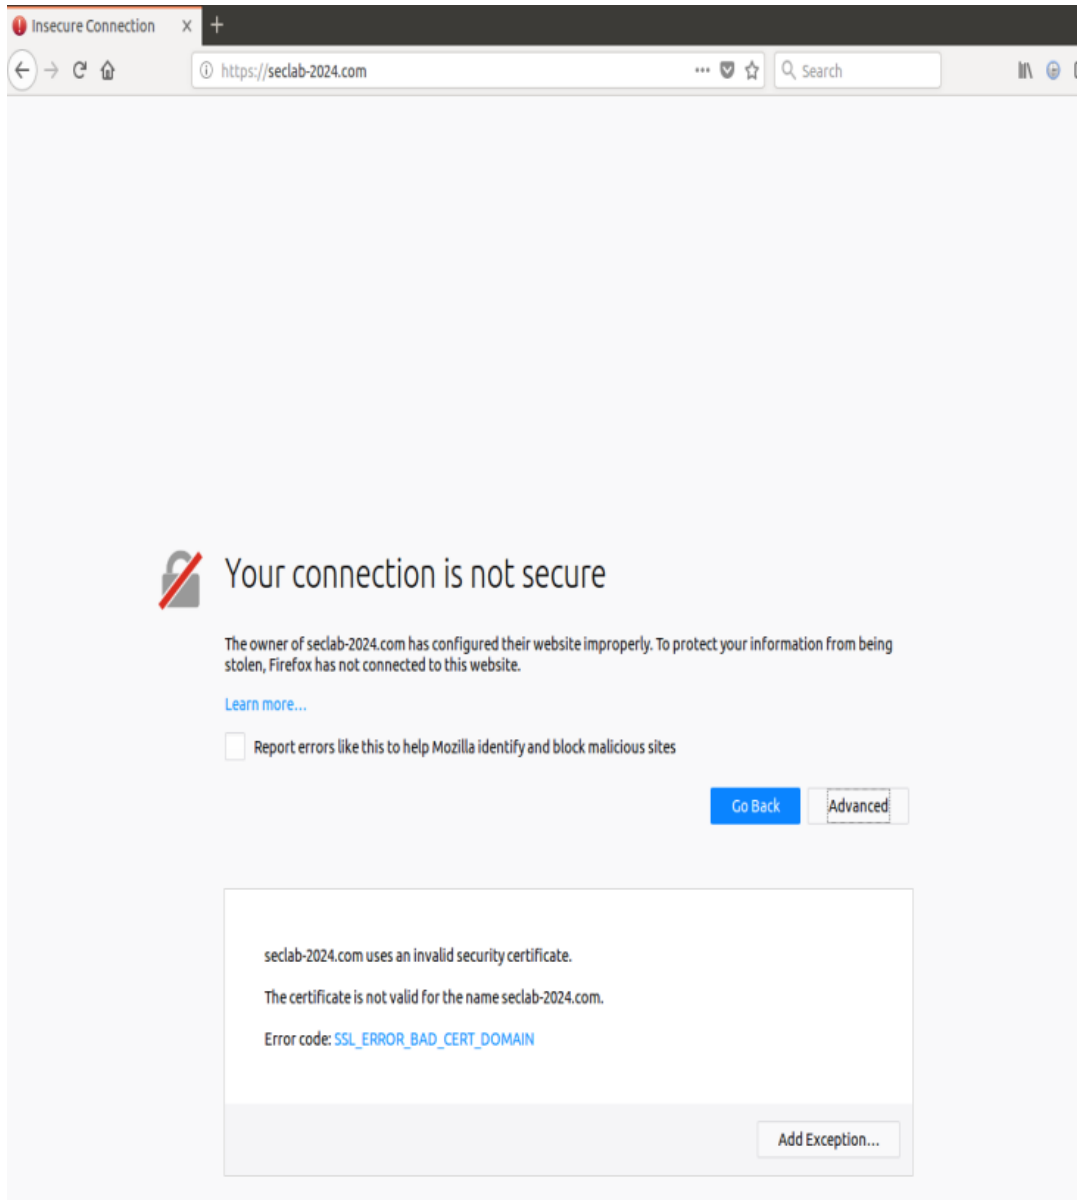 Insecure Connection
https://seclab-2024.com
Search
Your connection is not secure
The owner of seclab-2024.com has configured their website improperly. To protect your information from being
stolen, Firefox has not connected to this website.
Learn more...
Report errors like this to help Mozilla identify and block malicious sites
Go Back
Advanced
seclab-2024.com uses an invalid security certificate.
The certificate is not valid for the name seclab-2024.com.
Error code: SSL_ERROR_BAD_CERT_DOMAIN
Add Exception...